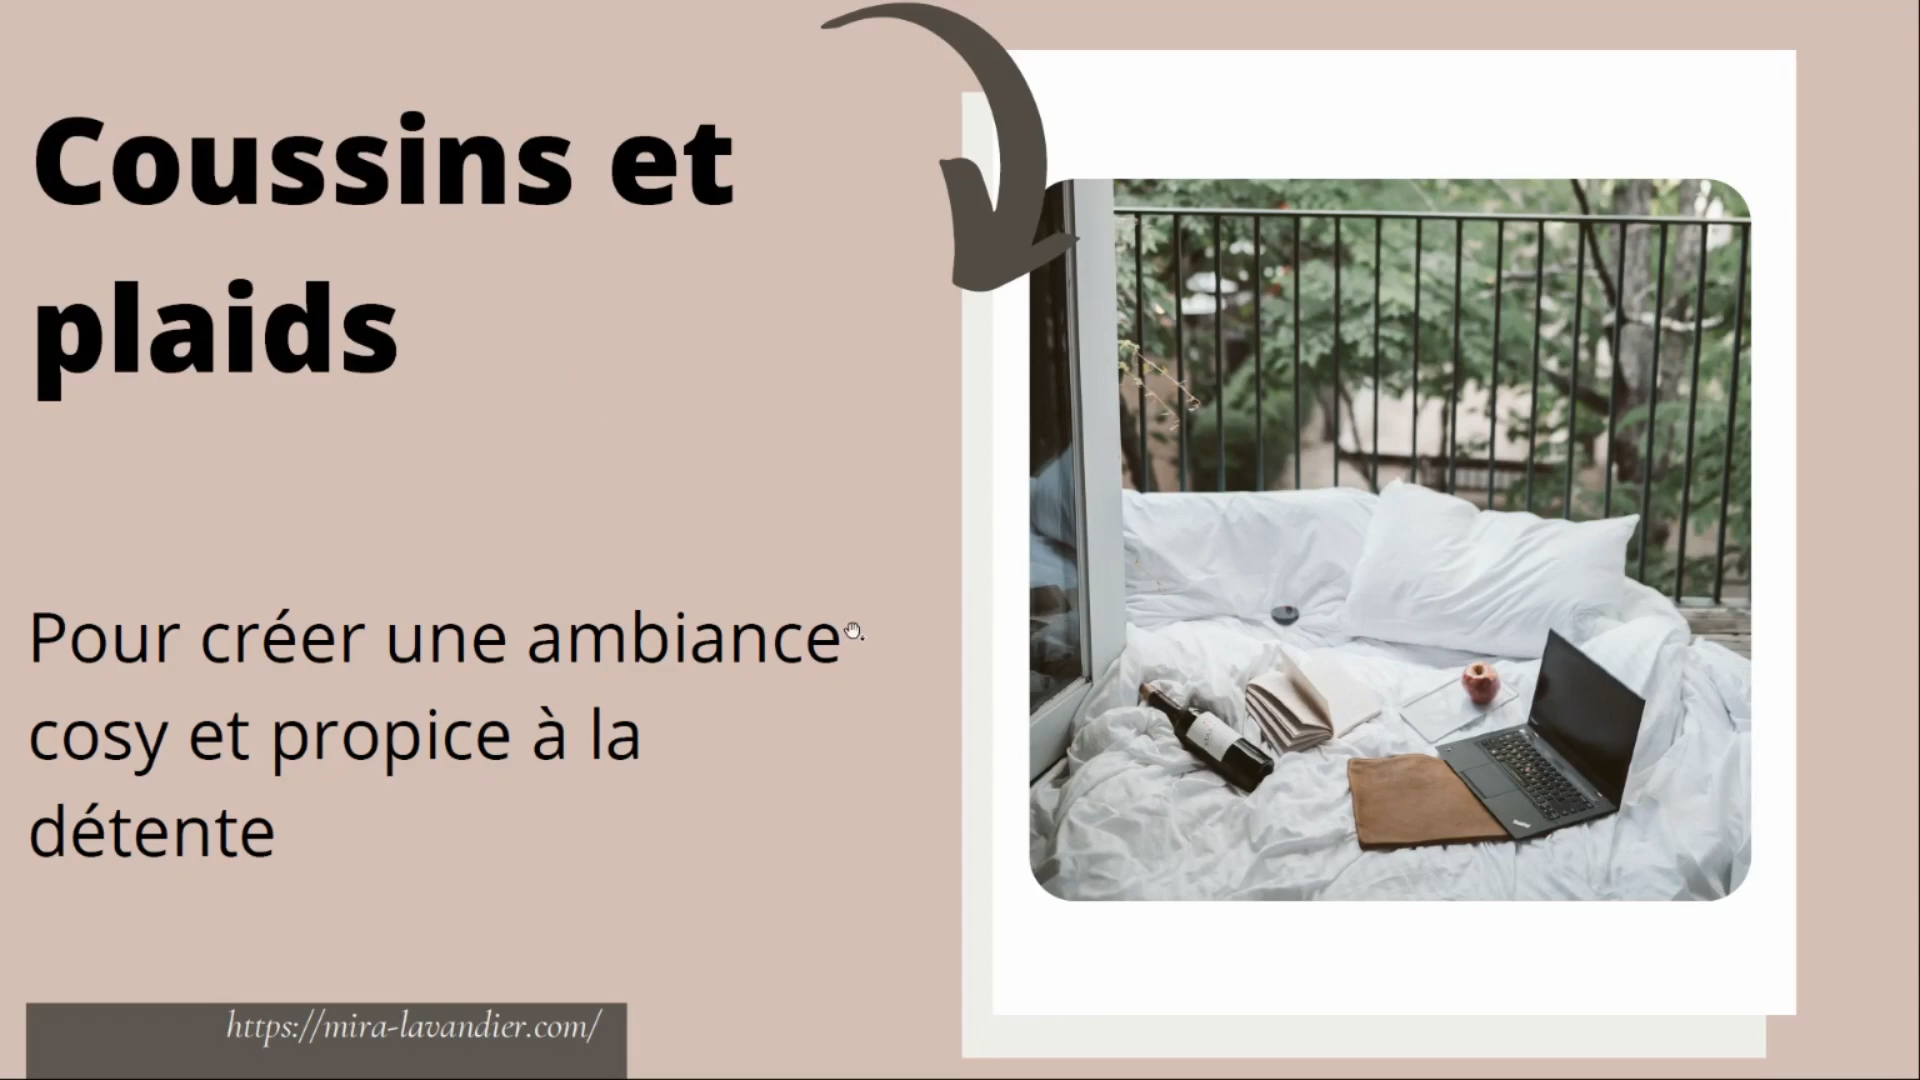 Coussins et
plaids
Pour créer une ambiance
cosy et propice à la
détente
https://mira-lavandier.com/